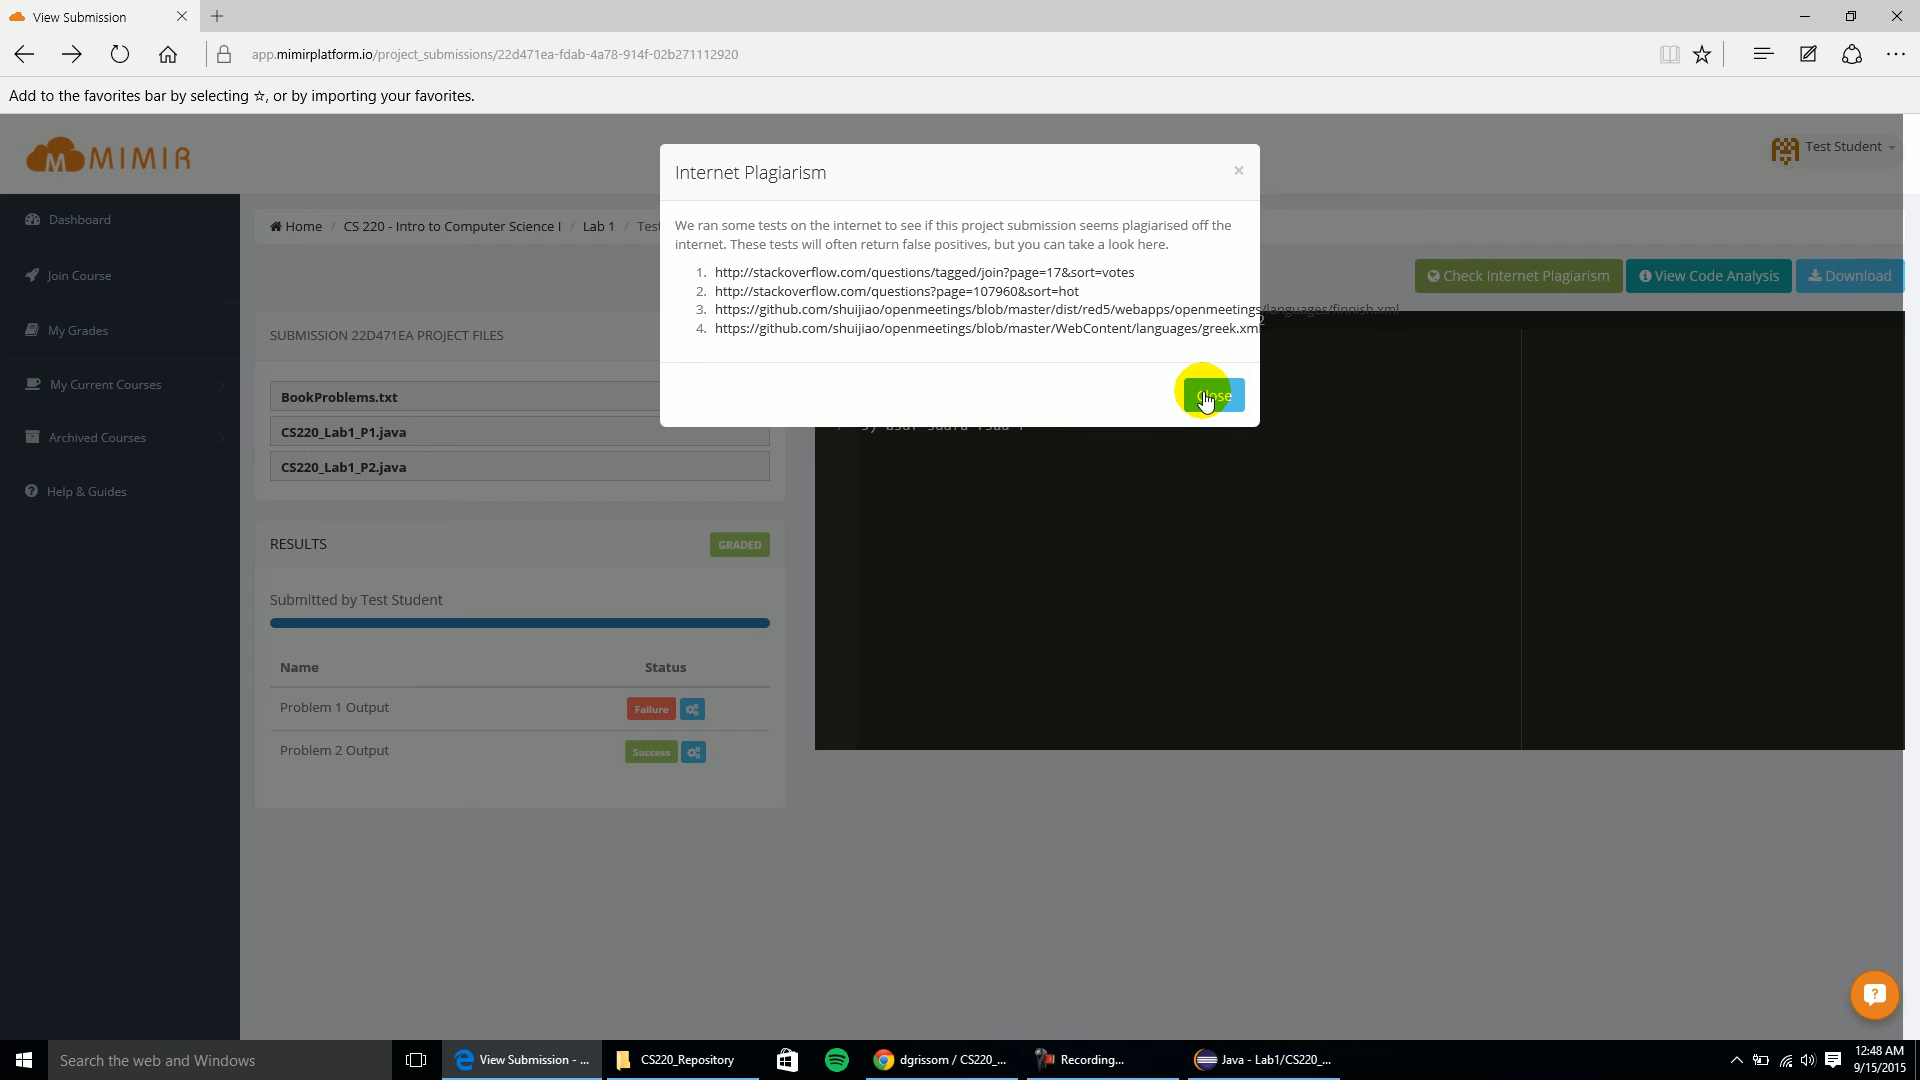 View Submission
app.mimirplatform.io/project_submissions/22d471ea-fdab-4a78-914f-02b271112920
Add to the favorites bar by selecting ☆, or by importing your favorites.
MIMIR
Test Student
Dashboard
Join Course
My Grades
My Current Courses
Archived Courses
Help & Guides
Home / CS 220 - Intro to Computer Science I / Lab 1 /
Check Internet Plagiarism
View Code Analysis
Download
Internet Plagiarism
×
We ran some tests on the internet to see if this project submission seems plagiarised off the
internet. These tests will often return false positives, but you can take a look here.
1. http://stackoverflow.com/questions/tagged/join?page=17&sort=votes
2. http://stackoverflow.com/questions?page=107960&sort=hot
3. https://github.com/shuijiao/openmeetings/blob/master/dist/red5/webapps/openmeetings/languages/finnish.xml
4. https://github.com/shuijiao/openmeetings/blob/master/WebContent/languages/greek.xml
Close
SUBMISSION 22D471EA PROJECT FILES
BookProblems.txt
CS220_Lab1_P1.java
CS220_Lab1_P2.java
RESULTS
GRADED
Submitted by Test Student
Name Status
Problem 1 Output Failure
Problem 2 Output Success
Search the web and Windows
View Submission - ...
CS220_Repository
dgrissom / CS220_...
Recording...
Java - Lab1/CS220_...
12:48 AM
9/15/2015